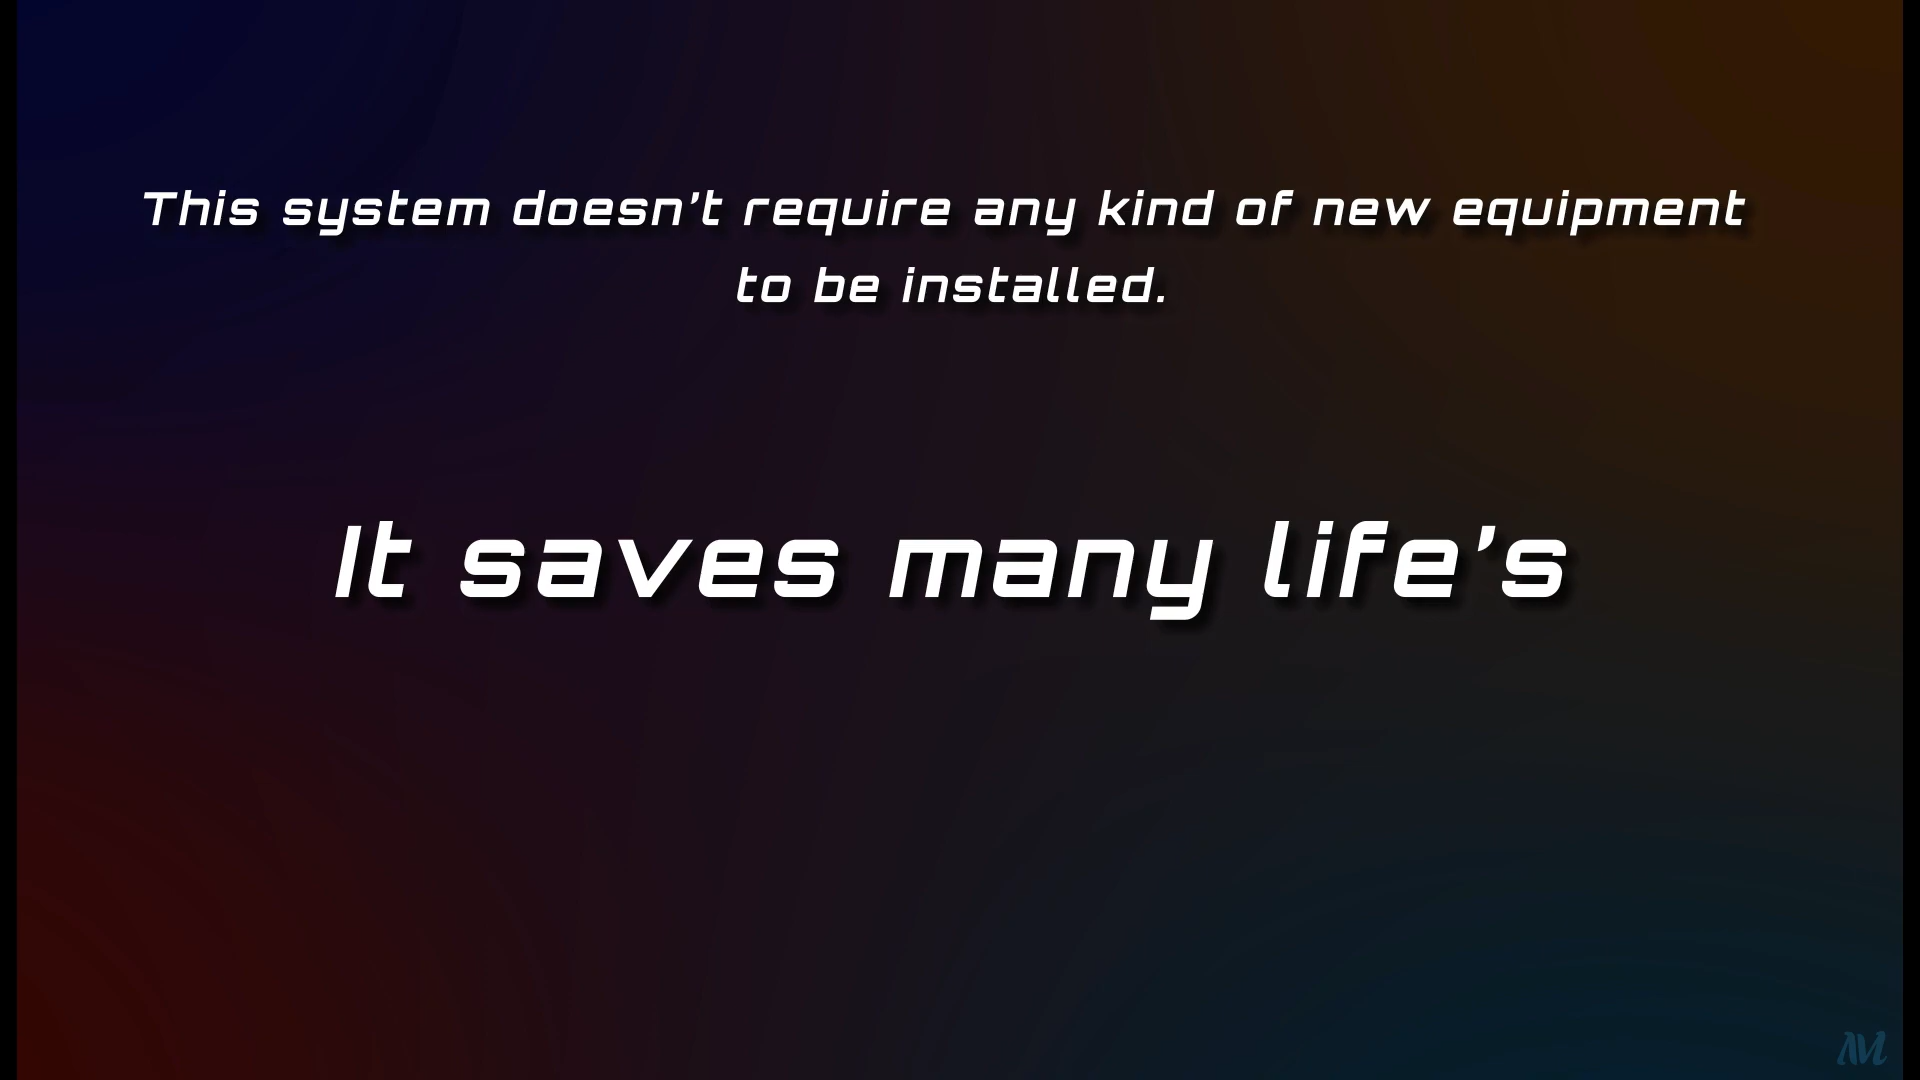 This system doesn’t require any kind of new equipment
to be installed.
It saves many life’s